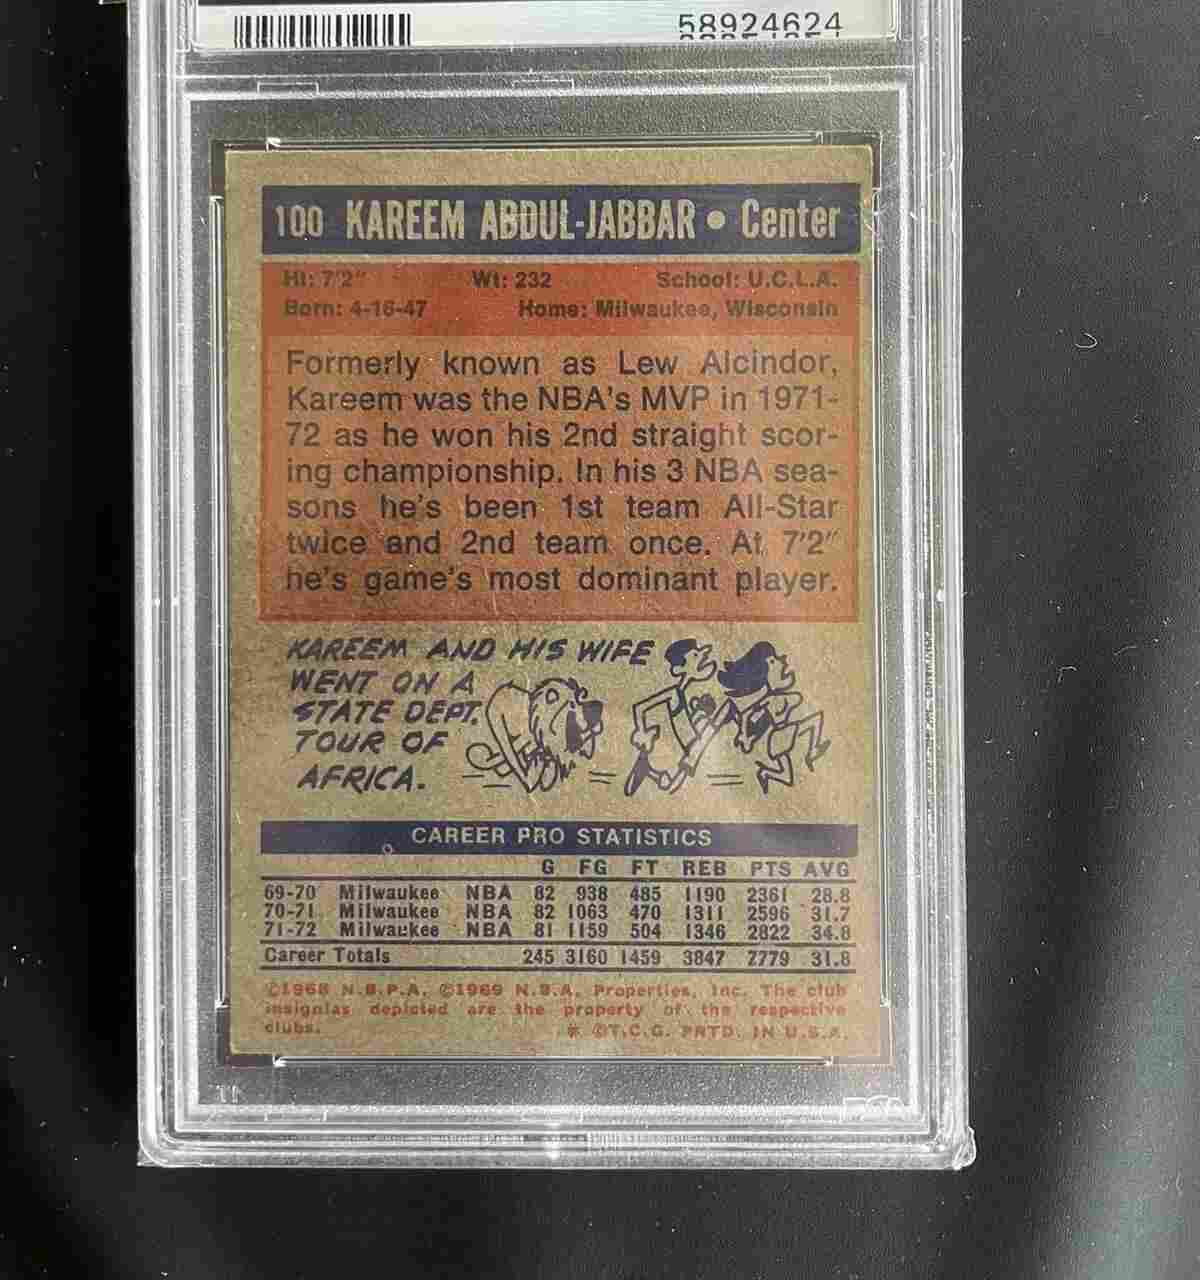 58924624
100 KAREEM ABDUL-JABBAR • Center
Ht: 7'2" Wt: 232 School: U.C.L.A.
Born: 4-16-47 Home: Milwaukee, Wisconsin
Formerly known as Lew Alcindor,
Kareem was the NBA's MVP in 1971-
72 as he won his 2nd straight scor-
ing championship. In his 3 NBA sea-
sons he's been 1st team All-Star
twice and 2nd team once. At 7'2"
he's game's most dominant player.
KAREEM AND HIS WIFE
WENT ON A
STATE DEPT.
TOUR OF
AFRICA.
CAREER PRO STATISTICS
G FG FT REB PTS AVG
69-70 Milwaukee NBA 82 938 485 1190 2361 28.8
70-71 Milwaukee NBA 82 1063 470 1311 2596 31.7
71-72 Milwaukee NBA 81 1159 504 1346 2822 34.8
Career Totals 245 3160 1459 3847 7779 31.8
©1968 N.B.P.A. ©1969 N.B.A. Properties, Inc. The club
insignias depicted are the property of the respective
clubs. * ©T.C.G. PRTD. IN U.S.A.